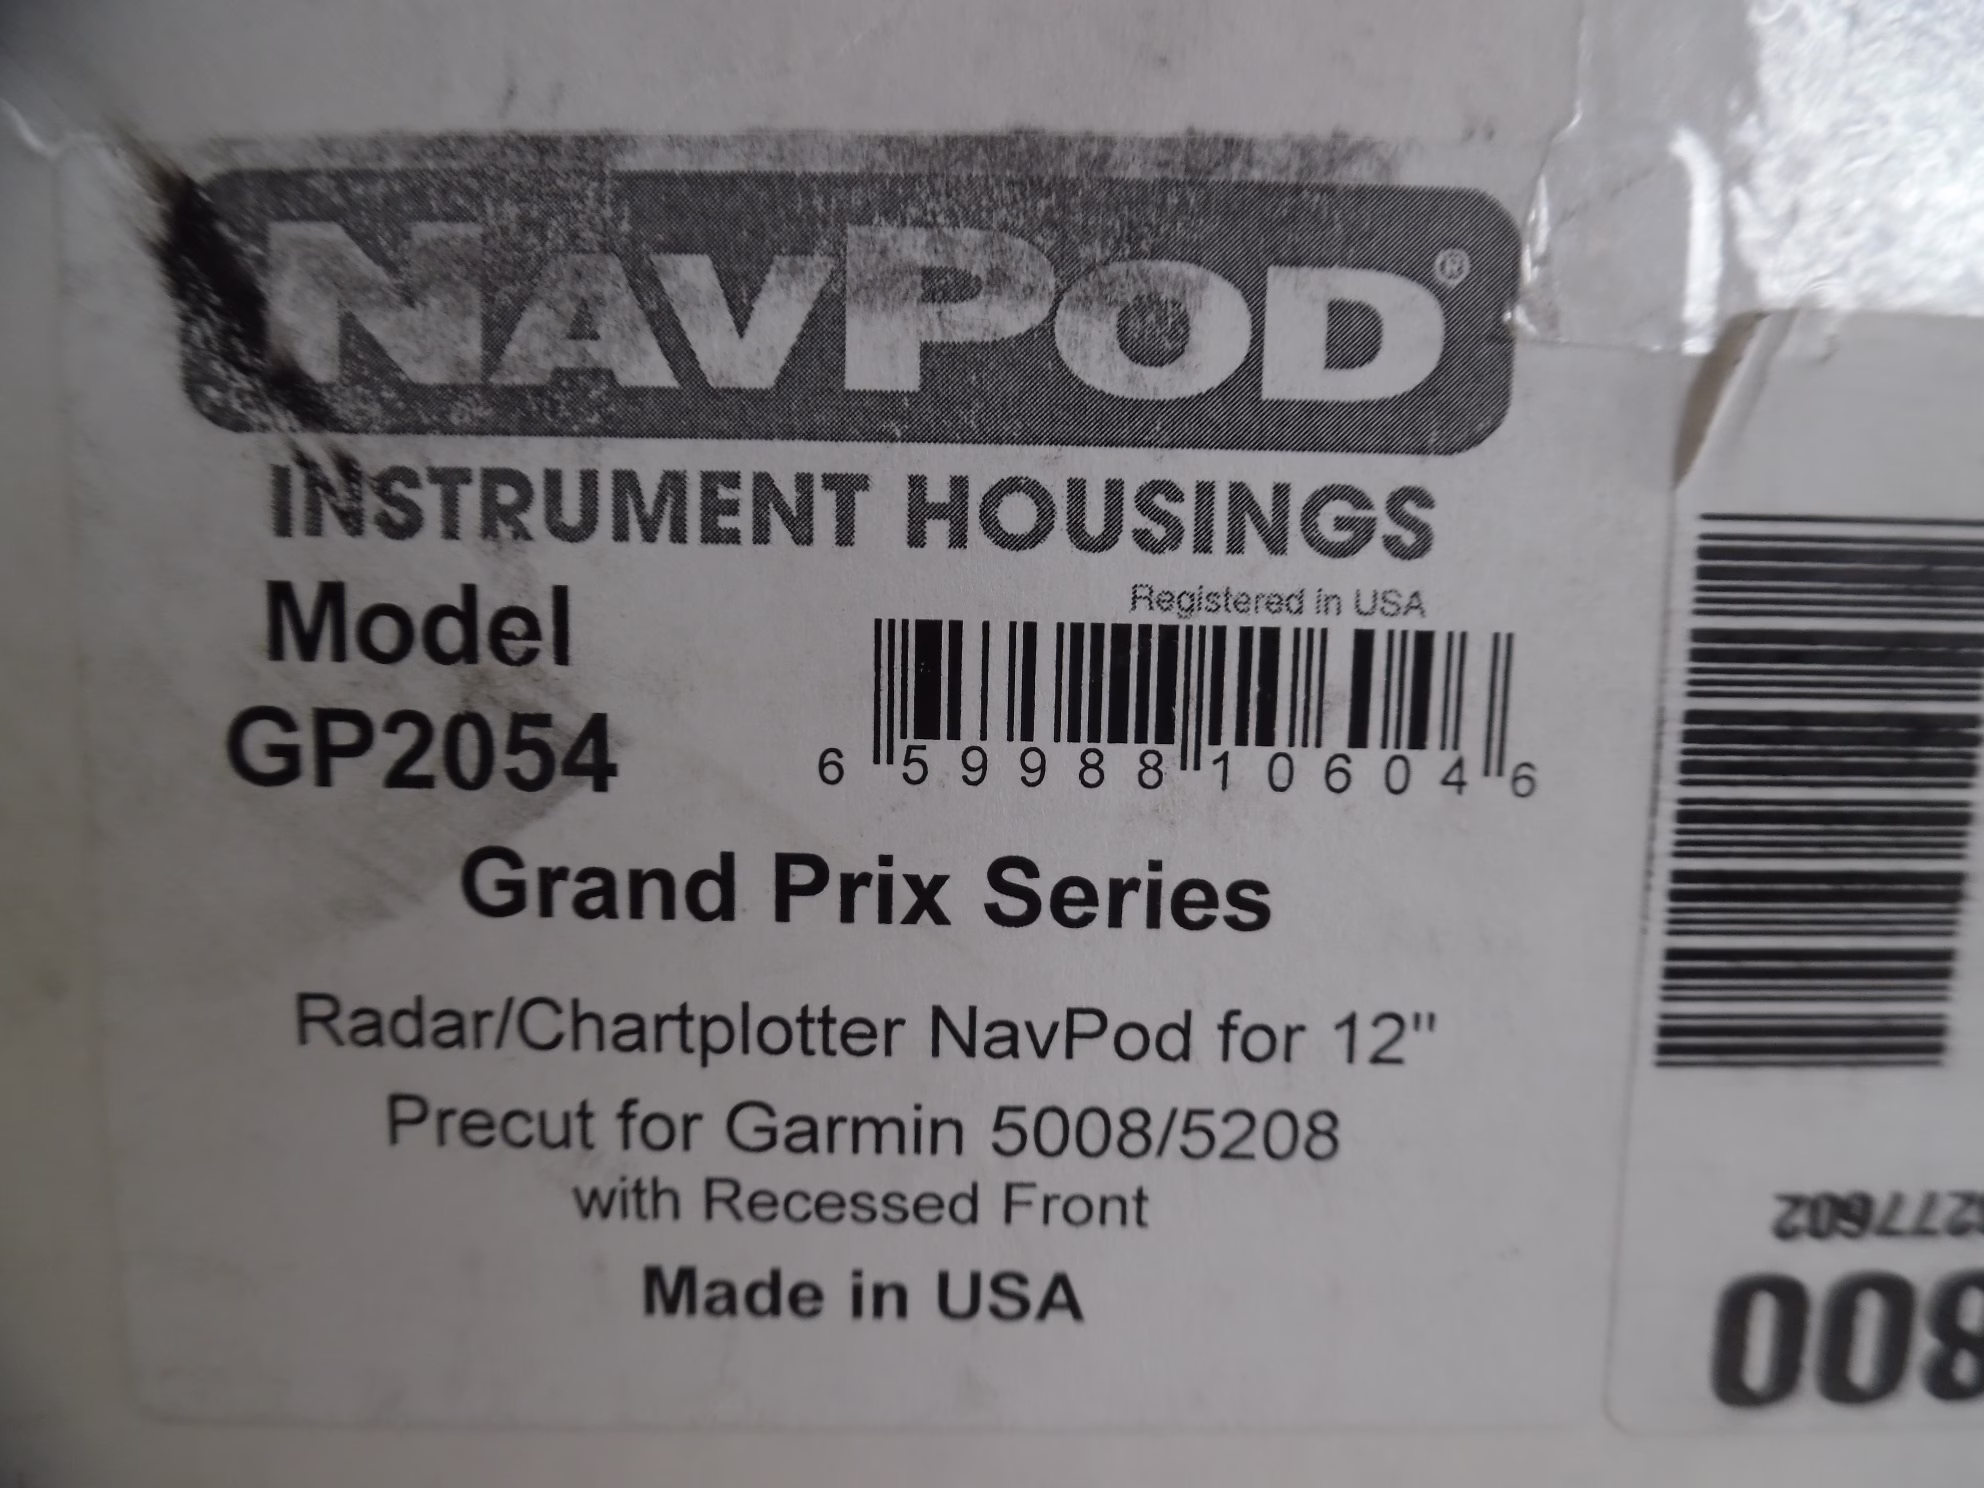 NAVPOD®
INSTRUMENT HOUSINGS
Registered in USA
Model
GP2054
6 59988 10604 6
Grand Prix Series
Radar/Chartplotter NavPod for 12"
Precut for Garmin 5008/5208
with Recessed Front
Made in USA